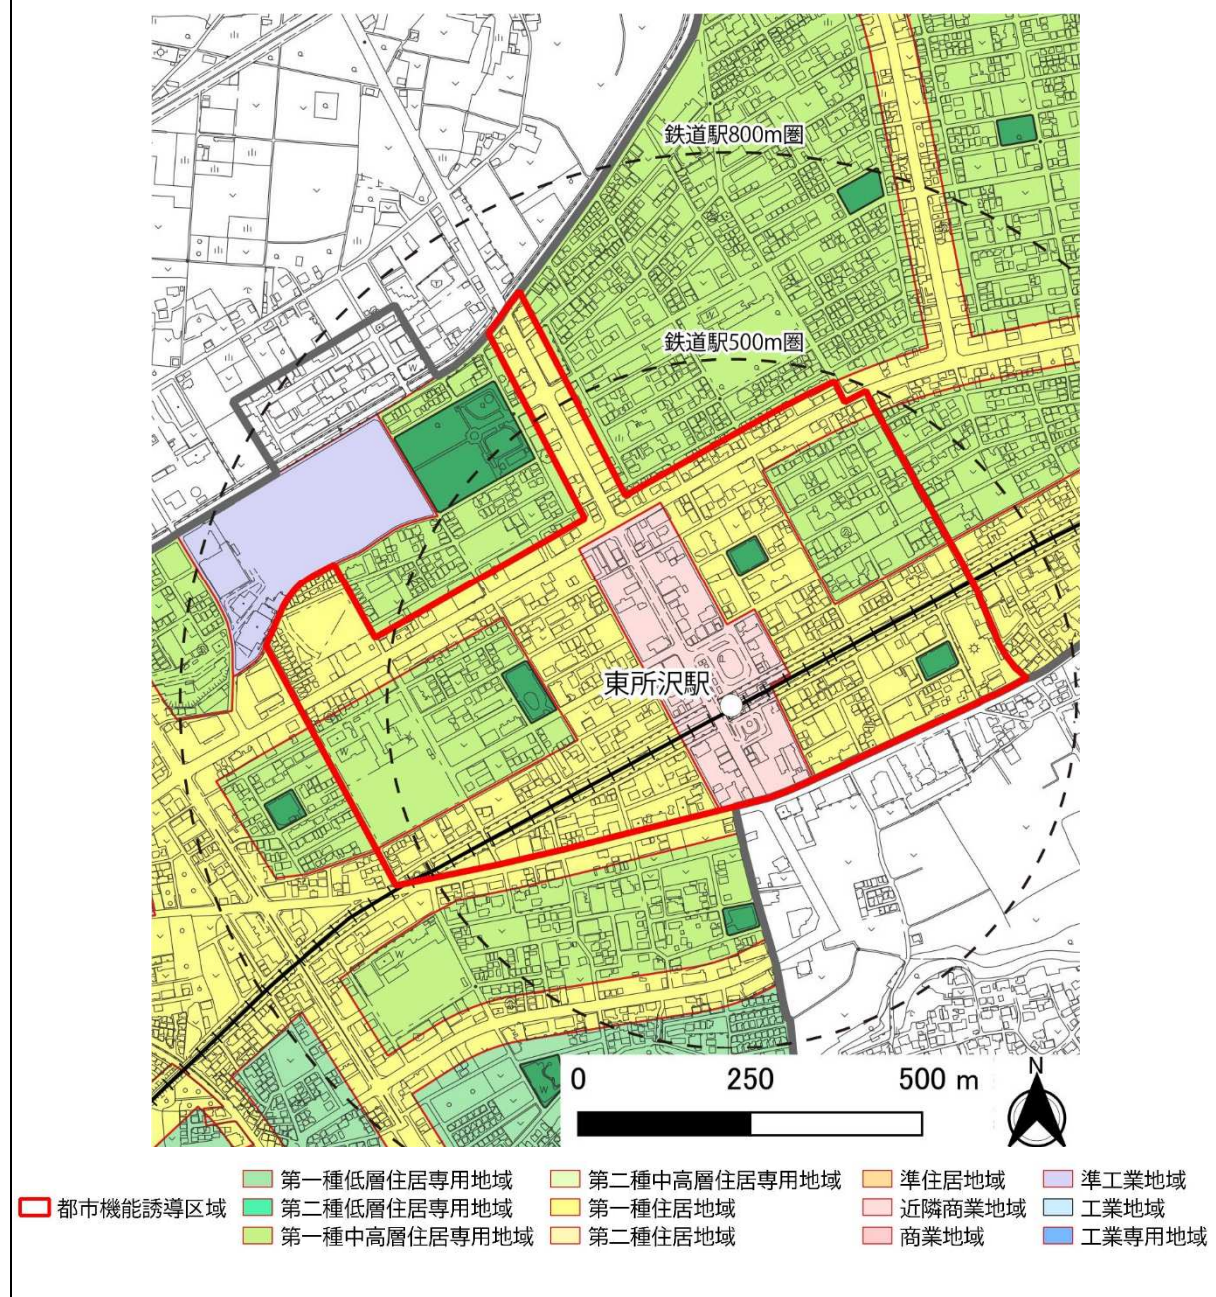 鉄道駅800m圏
鉄道駅500m圏
東所沢駅
0 250 500 m
N
都市機能誘導区域
第一種低層住居専用地域
第二種低層住居専用地域
第一種中高層住居専用地域
第二種中高層住居専用地域
第一種住居地域
第二種住居地域
準住居地域
近隣商業地域
商業地域
準工業地域
工業地域
工業専用地域